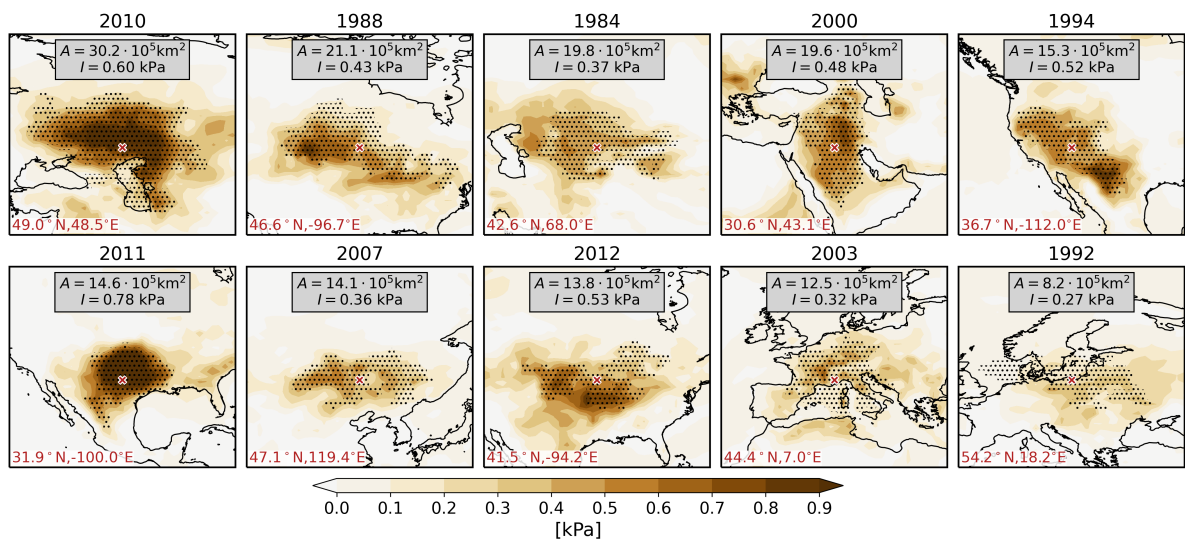 2010
A = 30.2 · 10⁵km²
I = 0.60 kPa
49.0°N,48.5°E
1988
A = 21.1 · 10⁵km²
I = 0.43 kPa
46.6°N,-96.7°E
1984
A = 19.8 · 10⁵km²
I = 0.37 kPa
42.6°N,68.0°E
2000
A = 19.6 · 10⁵km²
I = 0.48 kPa
30.6°N,43.1°E
1994
A = 15.3 · 10⁵km²
I = 0.52 kPa
36.7°N,-112.0°E
2011
A = 14.6 · 10⁵km²
I = 0.78 kPa
31.9°N,-100.0°E
2007
A = 14.1 · 10⁵km²
I = 0.36 kPa
47.1°N,119.4°E
2012
A = 13.8 · 10⁵km²
I = 0.53 kPa
41.5°N,-94.2°E
2003
A = 12.5 · 10⁵km²
I = 0.32 kPa
44.4°N,7.0°E
1992
A = 8.2 · 10⁵km²
I = 0.27 kPa
54.2°N,18.2°E
0.0 0.1 0.2 0.3 0.4 0.5 0.6 0.7 0.8 0.9
[kPa]